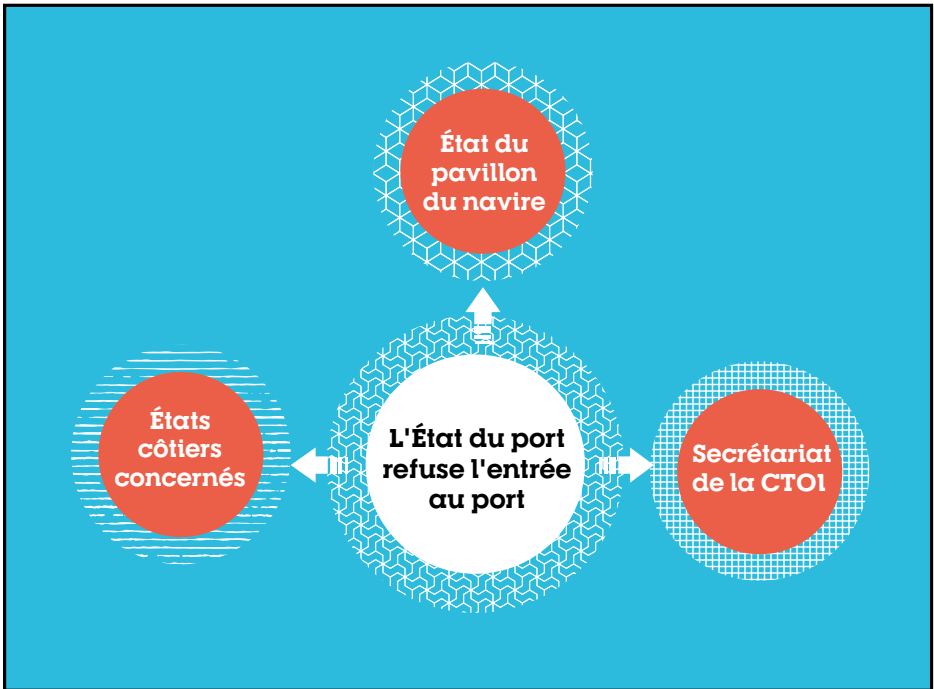 État du
pavillon
du navire
États
côtiers
concernés
L'État du port
refuse l'entrée
au port
Secrétariat
de la CTOI